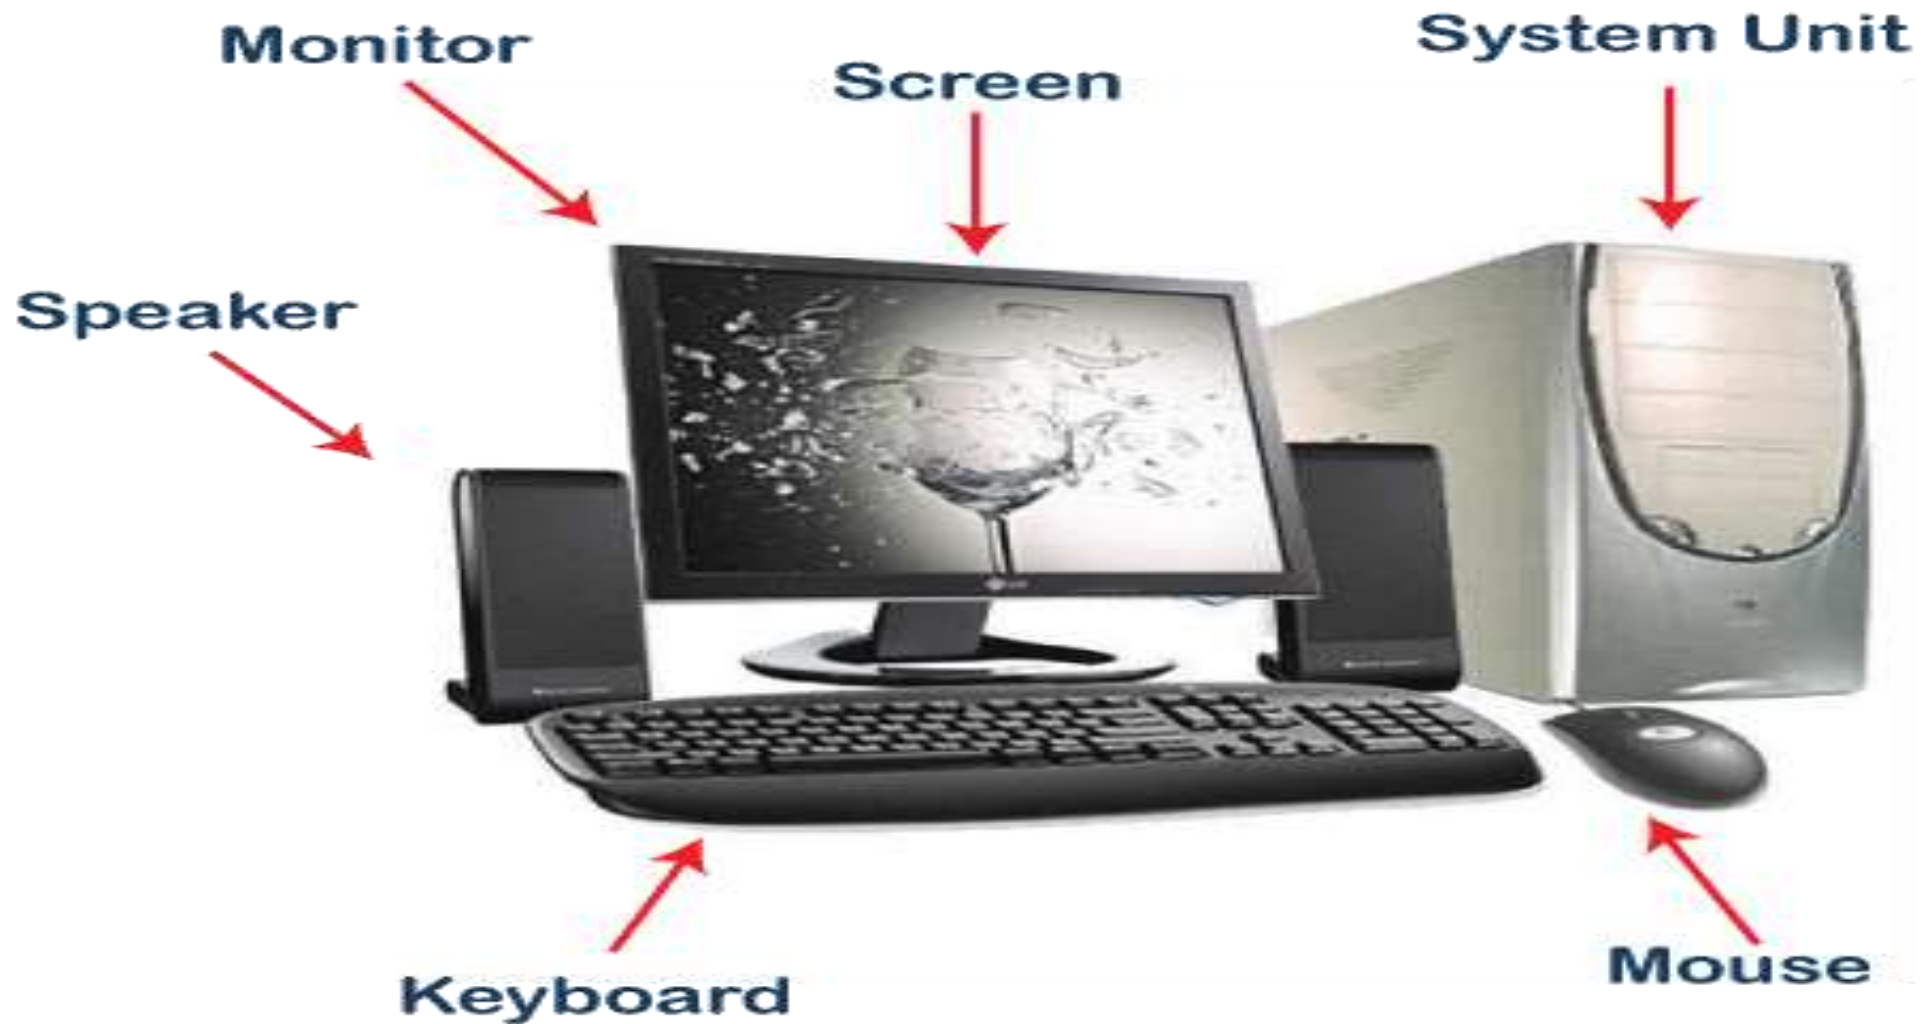 Monitor
Screen
System Unit
Speaker
Keyboard
Mouse